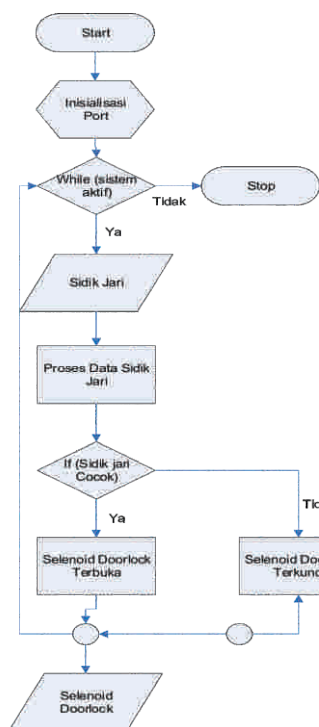 Start
Inisialisasi
Port
While (sistem
aktif)
Tidak
Stop
Ya
Sidik Jari
Proses Data Sidik
Jari
If (Sidik jari
Cocok)
Ya
Selenoid Doorlock
Terbuka
Selenoid
Selenoid
Doorlock